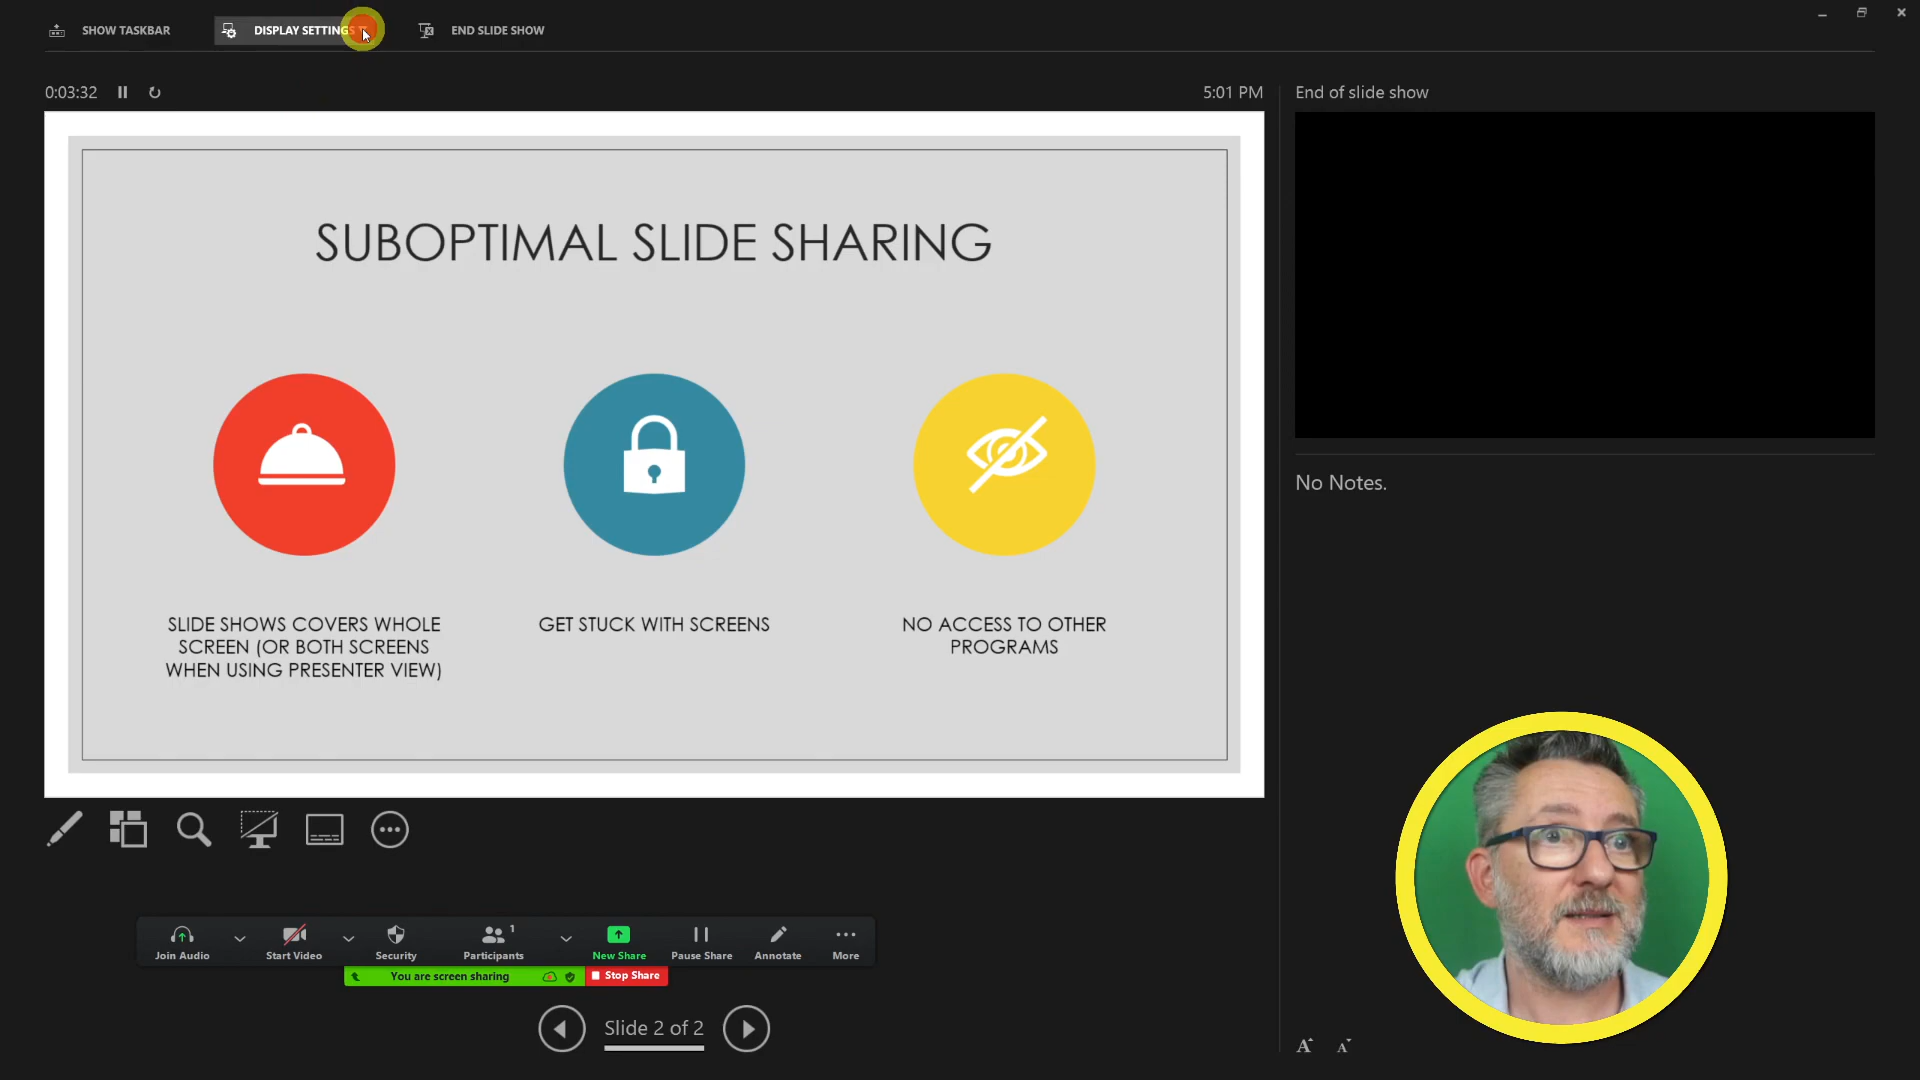 SHOW TASKBAR
DISPLAY SETTINGS
END SLIDE SHOW
0:03:32
5:01 PM
End of slide show
SUBOPTIMAL SLIDE SHARING
SLIDE SHOWS COVERS WHOLE
SCREEN (OR BOTH SCREENS
WHEN USING PRESENTER VIEW)
GET STUCK WITH SCREENS
NO ACCESS TO OTHER
PROGRAMS
No Notes.
Join Audio
Start Video
Security
1
Participants
New Share
Pause Share
Annotate
More
You are screen sharing
Stop Share
Slide 2 of 2
A
A